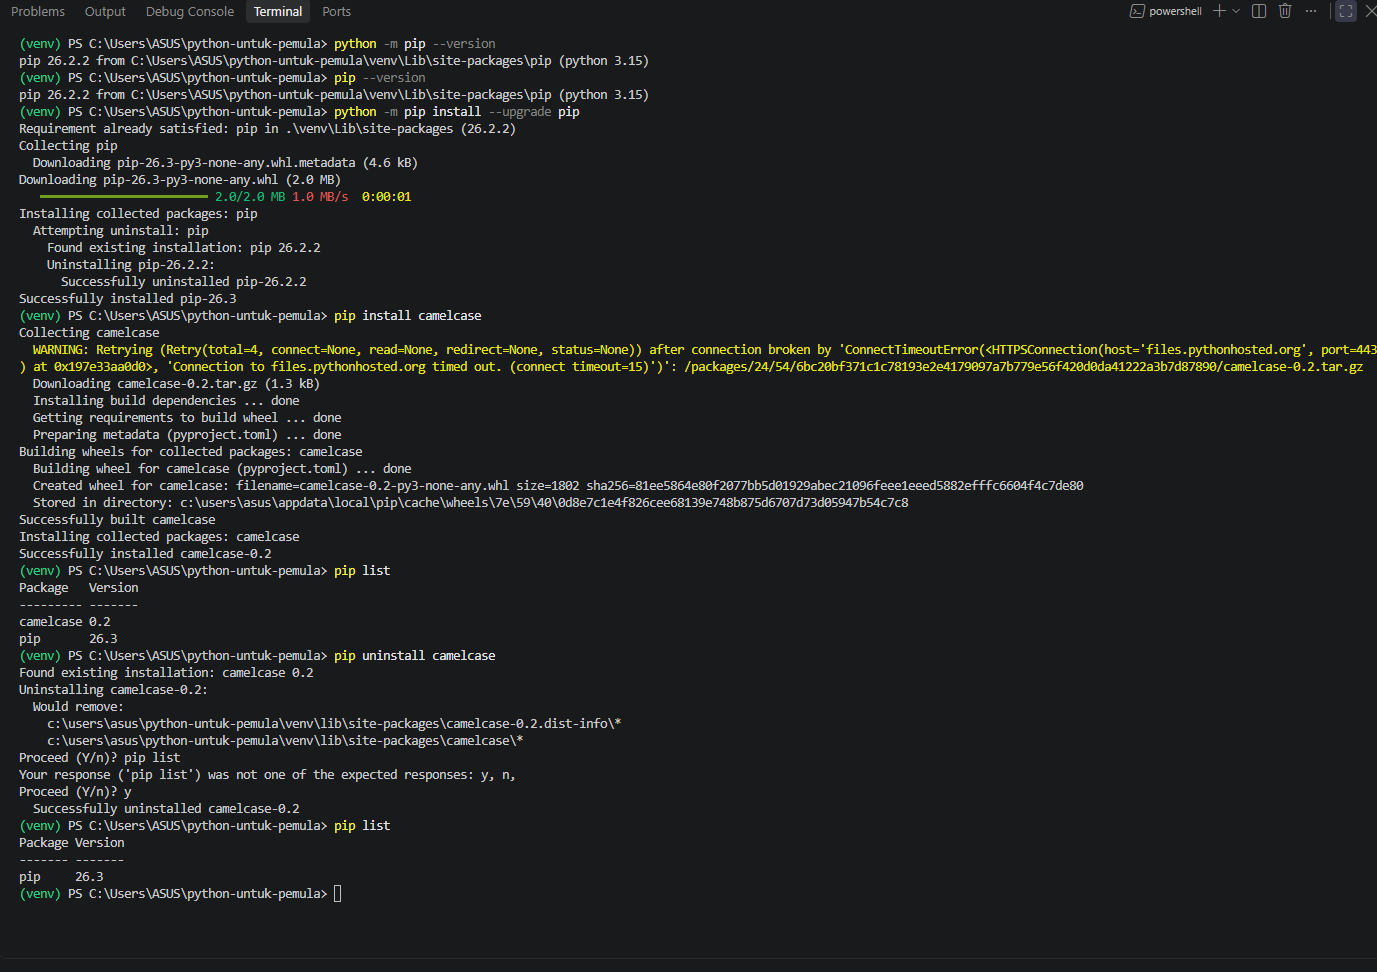 Problems Output Debug Console Terminal Ports powershell
(venv) PS C:\Users\ASUS\python-untuk-pemula> python -m pip --version
pip 26.2.2 from C:\Users\ASUS\python-untuk-pemula\venv\Lib\site-packages\pip (python 3.15)
(venv) PS C:\Users\ASUS\python-untuk-pemula> pip --version
pip 26.2.2 from C:\Users\ASUS\python-untuk-pemula\venv\Lib\site-packages\pip (python 3.15)
(venv) PS C:\Users\ASUS\python-untuk-pemula> python -m pip install --upgrade pip
Requirement already satisfied: pip in .\venv\Lib\site-packages (26.2.2)
Collecting pip
  Downloading pip-26.3-py3-none-any.whl.metadata (4.6 kB)
Downloading pip-26.3-py3-none-any.whl (2.0 MB)
2.0/2.0 MB 1.0 MB/s 0:00:01
Installing collected packages: pip
  Attempting uninstall: pip
    Found existing installation: pip 26.2.2
    Uninstalling pip-26.2.2:
      Successfully uninstalled pip-26.2.2
Successfully installed pip-26.3
(venv) PS C:\Users\ASUS\python-untuk-pemula> pip install camelcase
Collecting camelcase
  WARNING: Retrying (Retry(total=4, connect=None, read=None, redirect=None, status=None)) after connection broken by 'ConnectTimeoutError(<HTTPSConnection(host='files.pythonhosted.org', port=443
) at 0x197e33aa0d0>, 'Connection to files.pythonhosted.org timed out. (connect timeout=15)')': /packages/24/54/6bc20bf371c1c78193e2e4179097a7b779e56f420d0da41222a3b7d87890/camelcase-0.2.tar.gz
  Downloading camelcase-0.2.tar.gz (1.3 kB)
  Installing build dependencies ... done
  Getting requirements to build wheel ... done
  Preparing metadata (pyproject.toml) ... done
Building wheels for collected packages: camelcase
  Building wheel for camelcase (pyproject.toml) ... done
  Created wheel for camelcase: filename=camelcase-0.2-py3-none-any.whl size=1802 sha256=81ee5864e80f2077bb5d01929abec21096feee1eeed5882efffc6604f4c7de80
  Stored in directory: c:\users\asus\appdata\local\pip\cache\wheels\7e\59\40\0d8e7c1e4f826cee68139e748b875d6707d73d05947b54c7c8
Successfully built camelcase
Installing collected packages: camelcase
Successfully installed camelcase-0.2
(venv) PS C:\Users\ASUS\python-untuk-pemula> pip list
Package   Version
--------- -------
camelcase 0.2
pip       26.3
(venv) PS C:\Users\ASUS\python-untuk-pemula> pip uninstall camelcase
Found existing installation: camelcase 0.2
Uninstalling camelcase-0.2:
  Would remove:
    c:\users\asus\python-untuk-pemula\venv\lib\site-packages\camelcase-0.2.dist-info\*
    c:\users\asus\python-untuk-pemula\venv\lib\site-packages\camelcase\*
Proceed (Y/n)? pip list
Your response ('pip list') was not one of the expected responses: y, n,
Proceed (Y/n)? y
  Successfully uninstalled camelcase-0.2
(venv) PS C:\Users\ASUS\python-untuk-pemula> pip list
Package Version
------- -------
pip     26.3
(venv) PS C:\Users\ASUS\python-untuk-pemula>